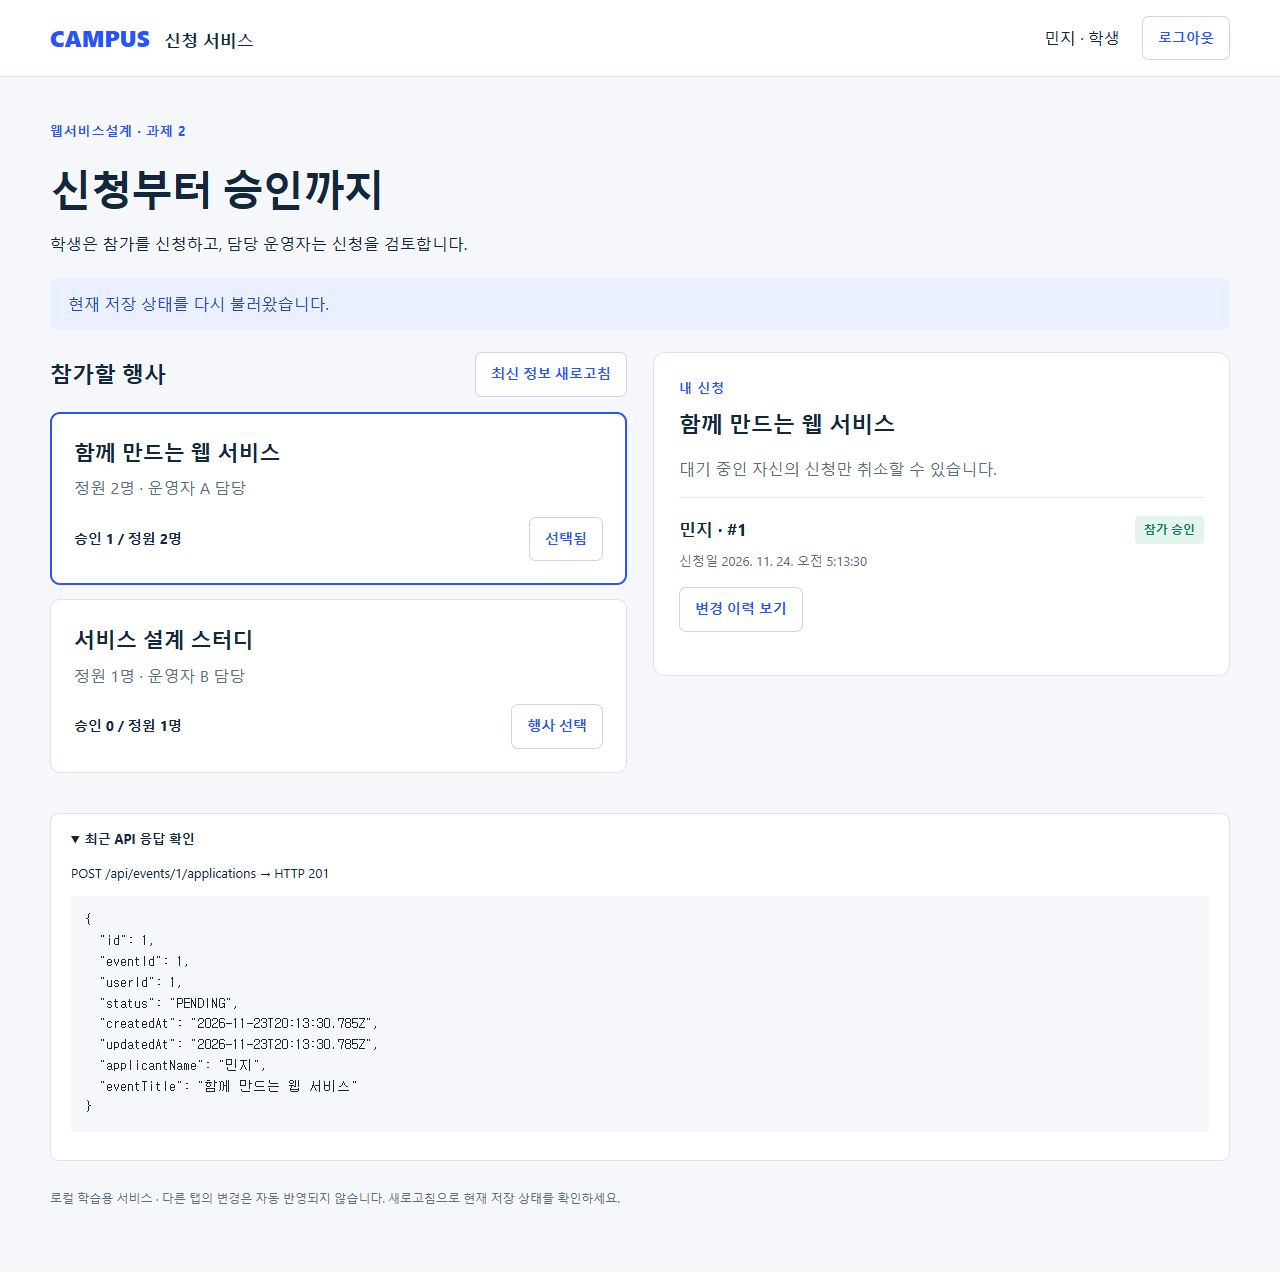 CAMPUS 신청 서비스
민지 · 학생
로그아웃
웹서비스설계 · 과제 2
신청부터 승인까지
학생은 참가를 신청하고, 담당 운영자는 신청을 검토합니다.
현재 저장 상태를 다시 불러왔습니다.
참가할 행사
최신 정보 새로고침
함께 만드는 웹 서비스
정원 2명 · 운영자 A 담당
승인 1 / 정원 2명
선택됨
서비스 설계 스터디
정원 1명 · 운영자 B 담당
승인 0 / 정원 1명
행사 선택
내 신청
함께 만드는 웹 서비스
대기 중인 자신의 신청만 취소할 수 있습니다.
민지 · #1
참가 승인
신청일 2026. 11. 24. 오전 5:13:30
변경 이력 보기
▼ 최근 API 응답 확인
POST /api/events/1/applications → HTTP 201
{
"id": 1,
"eventId": 1,
"userId": 1,
"status": "PENDING",
"createdAt": "2026-11-23T20:13:30.785Z",
"updatedAt": "2026-11-23T20:13:30.785Z",
"applicantName": "민지",
"eventTitle": "함께 만드는 웹 서비스"
}
로컬 학습용 서비스 · 다른 탭의 변경은 자동 반영되지 않습니다. 새로고침으로 현재 저장 상태를 확인하세요.